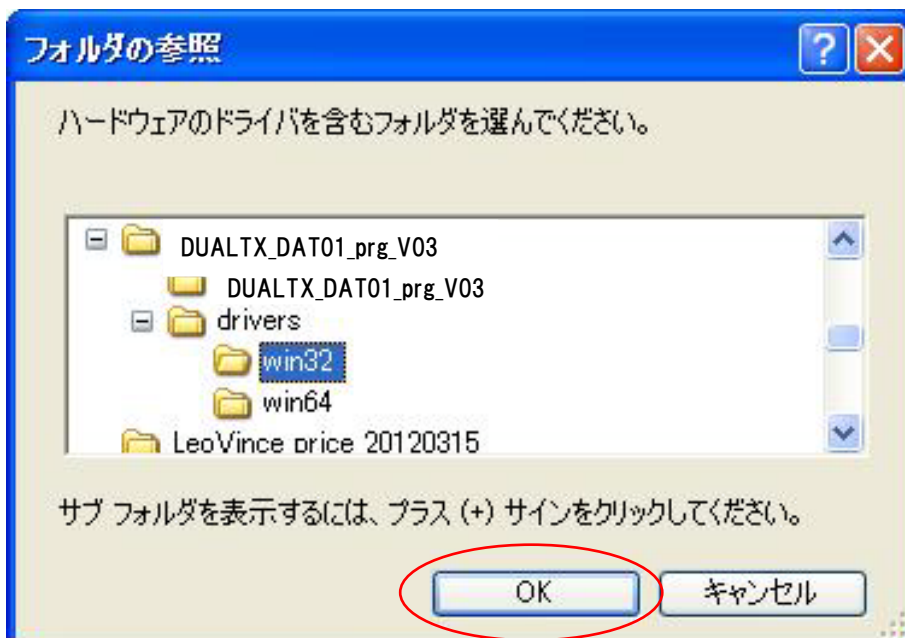 フォルダの参照
ハードウェアのドライバを含むフォルダを選んでください。
DUALTX_DAT01_prg_V03
DUALTX_DAT01_prg_V03
drivers
win32
win64
LeoVince price 20120315
サブ フォルダを表示するには、プラス (+) サインをクリックしてください。
OK キャンセル